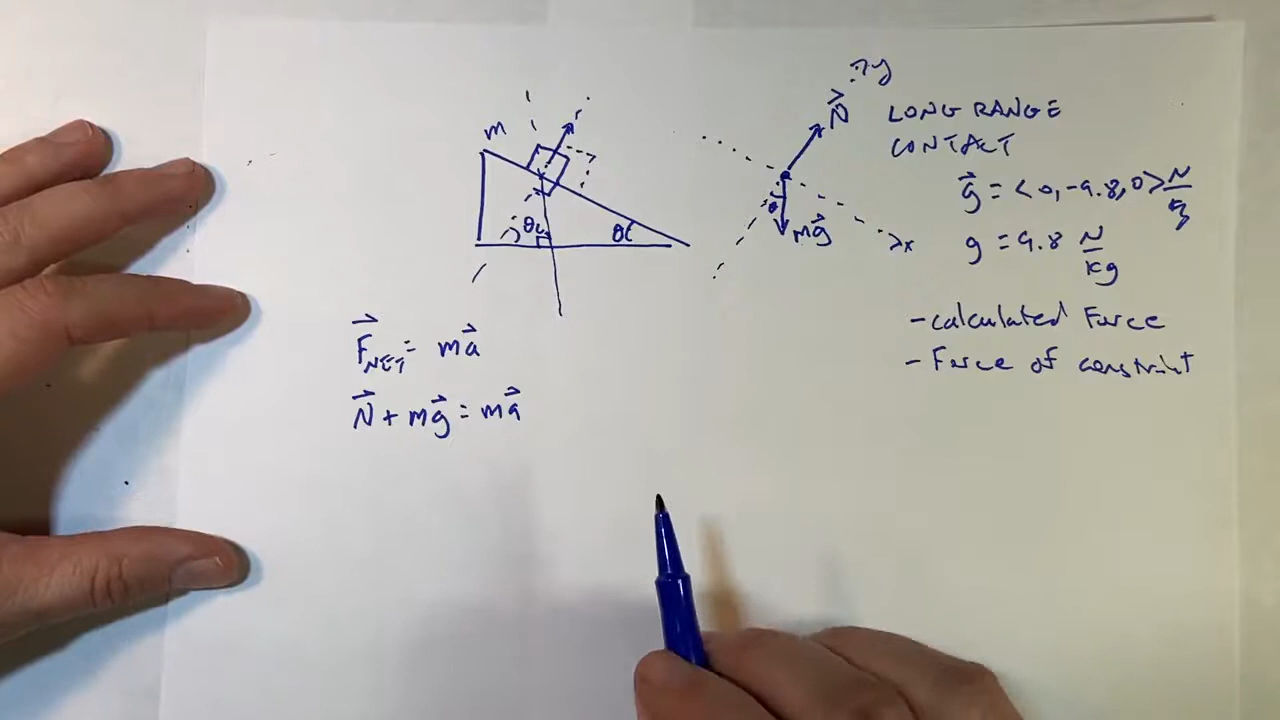 m
θ
θ
N⃗
y
x
θ
mg⃗
LONG RANGE
CONTACT
g⃗ = <0, -9.8, 0> N/kg
g = 9.8 N/kg
- calculated Force
- Force of constraint
F⃗NET = ma⃗
N⃗ + mg⃗ = ma⃗